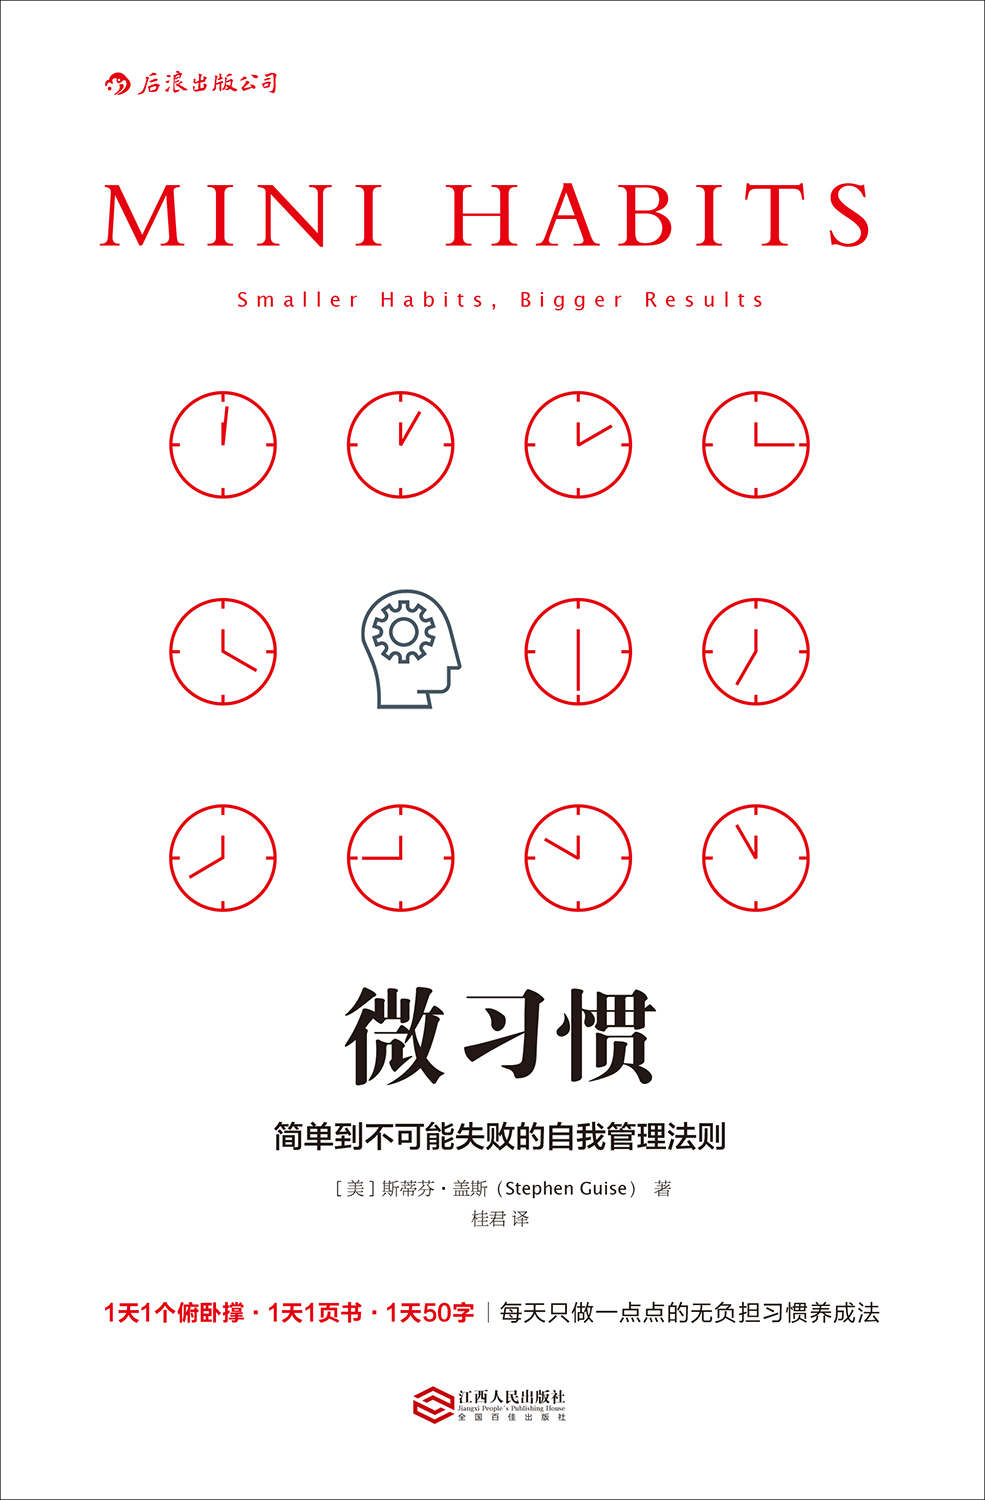 后浪出版公司
MINI HABITS
Smaller Habits, Bigger Results
微习惯
简单到不可能失败的自我管理法则
［美］斯蒂芬·盖斯（Stephen Guise） 著
桂君 译
1天1个俯卧撑·1天1页书·1天50字｜每天只做一点点的无负担习惯养成法
江西人民出版社
Jiangxi People's Publishing House
全国百佳出版社